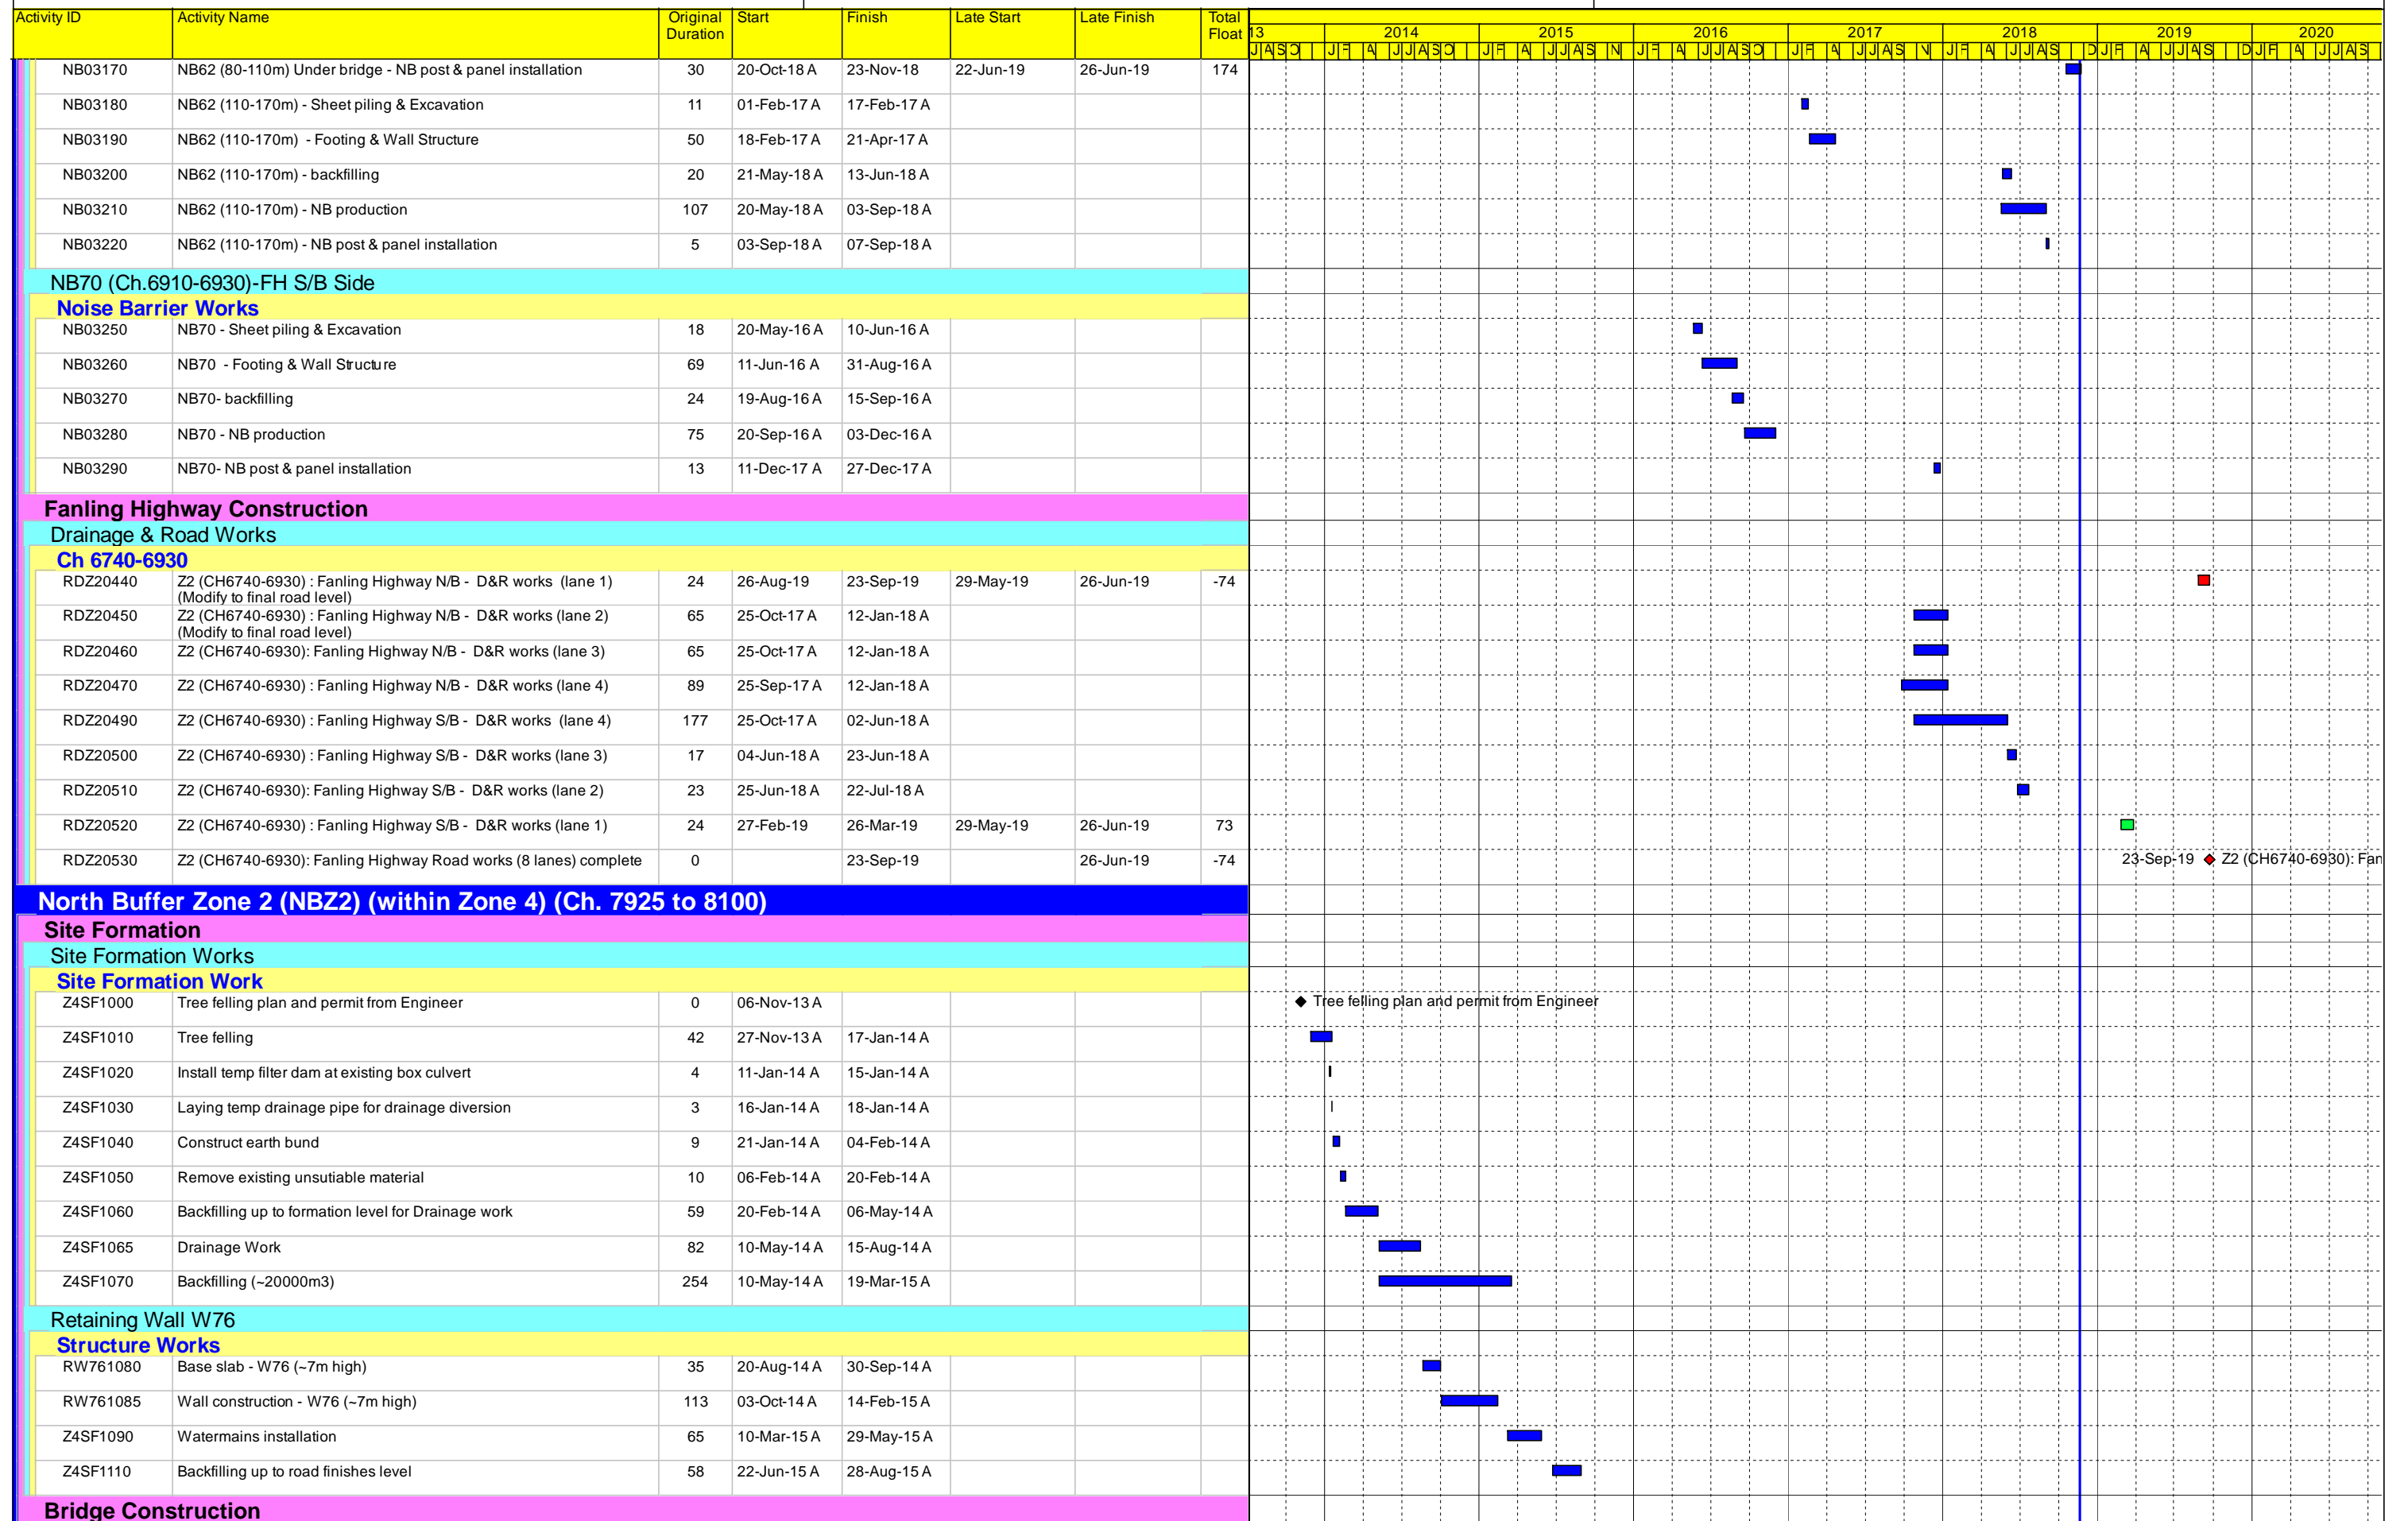 Activity ID Activity Name Original Duration Start Finish Late Start Late Finish Total Float
13 2014 2015 2016 2017 2018 2019 2020
NB03170 NB62 (80-110m) Under bridge - NB post & panel installation 30 20-Oct-18 A 23-Nov-18 22-Jun-19 26-Jun-19 174
NB03180 NB62 (110-170m) - Sheet piling & Excavation 11 01-Feb-17 A 17-Feb-17 A
NB03190 NB62 (110-170m) - Footing & Wall Structure 50 18-Feb-17 A 21-Apr-17 A
NB03200 NB62 (110-170m) - backfilling 20 21-May-18 A 13-Jun-18 A
NB03210 NB62 (110-170m) - NB production 107 20-May-18 A 03-Sep-18 A
NB03220 NB62 (110-170m) - NB post & panel installation 5 03-Sep-18 A 07-Sep-18 A
NB70 (Ch.6910-6930)-FH S/B Side
Noise Barrier Works
NB03250 NB70 - Sheet piling & Excavation 18 20-May-16 A 10-Jun-16 A
NB03260 NB70 - Footing & Wall Structure 69 11-Jun-16 A 31-Aug-16 A
NB03270 NB70- backfilling 24 19-Aug-16 A 15-Sep-16 A
NB03280 NB70 - NB production 75 20-Sep-16 A 03-Dec-16 A
NB03290 NB70- NB post & panel installation 13 11-Dec-17 A 27-Dec-17 A
Fanling Highway Construction
Drainage & Road Works
Ch 6740-6930
RDZ20440 Z2 (CH6740-6930) : Fanling Highway N/B - D&R works (lane 1) 24 26-Aug-19 23-Sep-19 29-May-19 26-Jun-19 -74
(Modify to final road level)
RDZ20450 Z2 (CH6740-6930) : Fanling Highway N/B - D&R works (lane 2) 65 25-Oct-17 A 12-Jan-18 A
(Modify to final road level)
RDZ20460 Z2 (CH6740-6930): Fanling Highway N/B - D&R works (lane 3) 65 25-Oct-17 A 12-Jan-18 A
RDZ20470 Z2 (CH6740-6930) : Fanling Highway N/B - D&R works (lane 4) 89 25-Sep-17 A 12-Jan-18 A
RDZ20490 Z2 (CH6740-6930) : Fanling Highway S/B - D&R works (lane 4) 177 25-Oct-17 A 02-Jun-18 A
RDZ20500 Z2 (CH6740-6930) : Fanling Highway S/B - D&R works (lane 3) 17 04-Jun-18 A 23-Jun-18 A
RDZ20510 Z2 (CH6740-6930): Fanling Highway S/B - D&R works (lane 2) 23 25-Jun-18 A 22-Jul-18 A
RDZ20520 Z2 (CH6740-6930) : Fanling Highway S/B - D&R works (lane 1) 24 27-Feb-19 26-Mar-19 29-May-19 26-Jun-19 73
RDZ20530 Z2 (CH6740-6930): Fanling Highway Road works (8 lanes) complete 0 23-Sep-19 26-Jun-19 -74 23-Sep-19 Z2 (CH6740-6930): Fan
North Buffer Zone 2 (NBZ2) (within Zone 4) (Ch. 7925 to 8100)
Site Formation
Site Formation Works
Site Formation Work
Z4SF1000 Tree felling plan and permit from Engineer 0 06-Nov-13 A Tree felling plan and permit from Engineer
Z4SF1010 Tree felling 42 27-Nov-13 A 17-Jan-14 A
Z4SF1020 Install temp filter dam at existing box culvert 4 11-Jan-14 A 15-Jan-14 A
Z4SF1030 Laying temp drainage pipe for drainage diversion 3 16-Jan-14 A 18-Jan-14 A
Z4SF1040 Construct earth bund 9 21-Jan-14 A 04-Feb-14 A
Z4SF1050 Remove existing unsutiable material 10 06-Feb-14 A 20-Feb-14 A
Z4SF1060 Backfilling up to formation level for Drainage work 59 20-Feb-14 A 06-May-14 A
Z4SF1065 Drainage Work 82 10-May-14 A 15-Aug-14 A
Z4SF1070 Backfilling (~20000m3) 254 10-May-14 A 19-Mar-15 A
Retaining Wall W76
Structure Works
RW761080 Base slab - W76 (~7m high) 35 20-Aug-14 A 30-Sep-14 A
RW761085 Wall construction - W76 (~7m high) 113 03-Oct-14 A 14-Feb-15 A
Z4SF1090 Watermains installation 65 10-Mar-15 A 29-May-15 A
Z4SF1110 Backfilling up to road finishes level 58 22-Jun-15 A 28-Aug-15 A
Bridge Construction